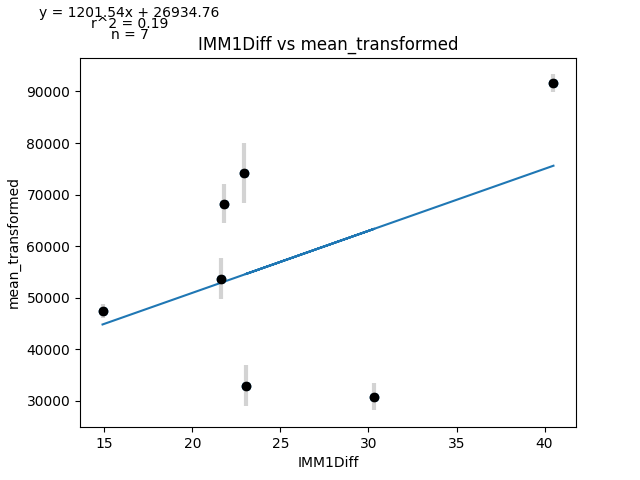 y = 1201.54x + 26934.76
r^2 = 0.19
n = 7
IMM1Diff vs mean_transformed
mean_transformed
90000
80000
70000
60000
50000
40000
30000
15 20 25 30 35 40
IMM1Diff